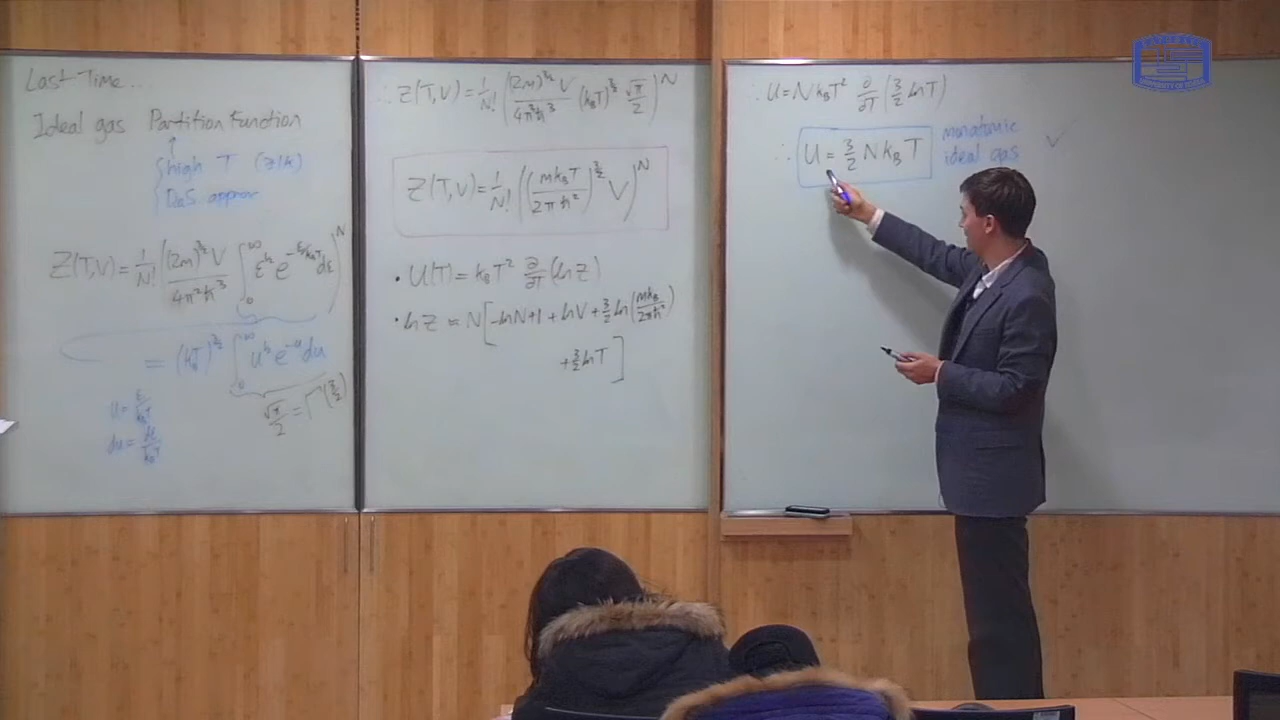 Last Time...
Ideal gas Partition Function
↑
{ high T (Z1/h)
DoS approx
Z(T,V) = 1/N! ( (2m)^{3/2} V / 4π²ħ³ ∫_0^∞ ε^{1/2} e^{-ε/k_BT} dε )^N
= (k_BT)^{3/2} ∫_0^∞ u^{1/2} e^{-u} du
u = ε/k_BT
du = dε/k_BT
√π/2 = Γ(3/2)
∴ Z(T,V) = 1/N! ( (2m)^{3/2} V / 4π²ħ³ (k_BT)^{3/2} √π/2 )^N
Z(T,V) = 1/N! ( (mk_BT / 2πħ²)^{3/2} V )^N
• U(T) = k_BT² ∂/∂T (ln Z)
• ln Z ≈ N [ -ln N + 1 + ln V + 3/2 ln (mk_B / 2πħ²)
+ 3/2 ln T ]
∴ U = N k_B T² ∂/∂T (3/2 ln T)
∴ U = 3/2 N k_B T
monatomic
ideal gas ✓